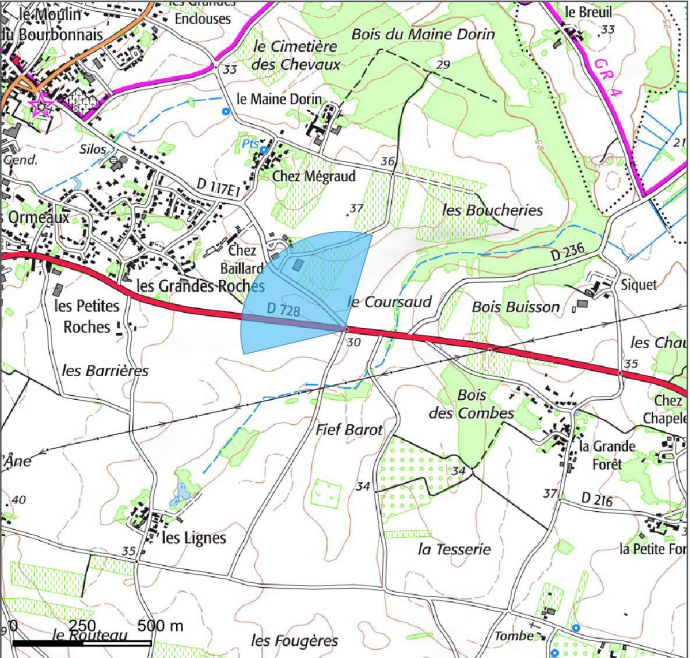 les Grandes
Enclouses
le Moulin
du Bourbonnais
le Cimetière
des Chevaux
Bois du Maine Dorin
le Breuil
33
GR 4
33
29
le Maine Dorin
Pts
Silos
Gend.
Chez Mégraud
36
21
D 117E1
37
les Boucheries
Ormeaux
Chez
Baillard
D 236
les Grandes Roches
Siquet
les Petites
Roches
D 728
le Coursaud
Bois Buisson
30
les Chau
35
les Barrières
Bois
des Combes
Chez
Chapele
Fief Barot
la Grande
Forêt
Âne
34
34
37
40
D 216
les Lignes
35
la Tesserie
la Petite For
0 250 500 m
le Routeau
les Fougères
Tombe
9